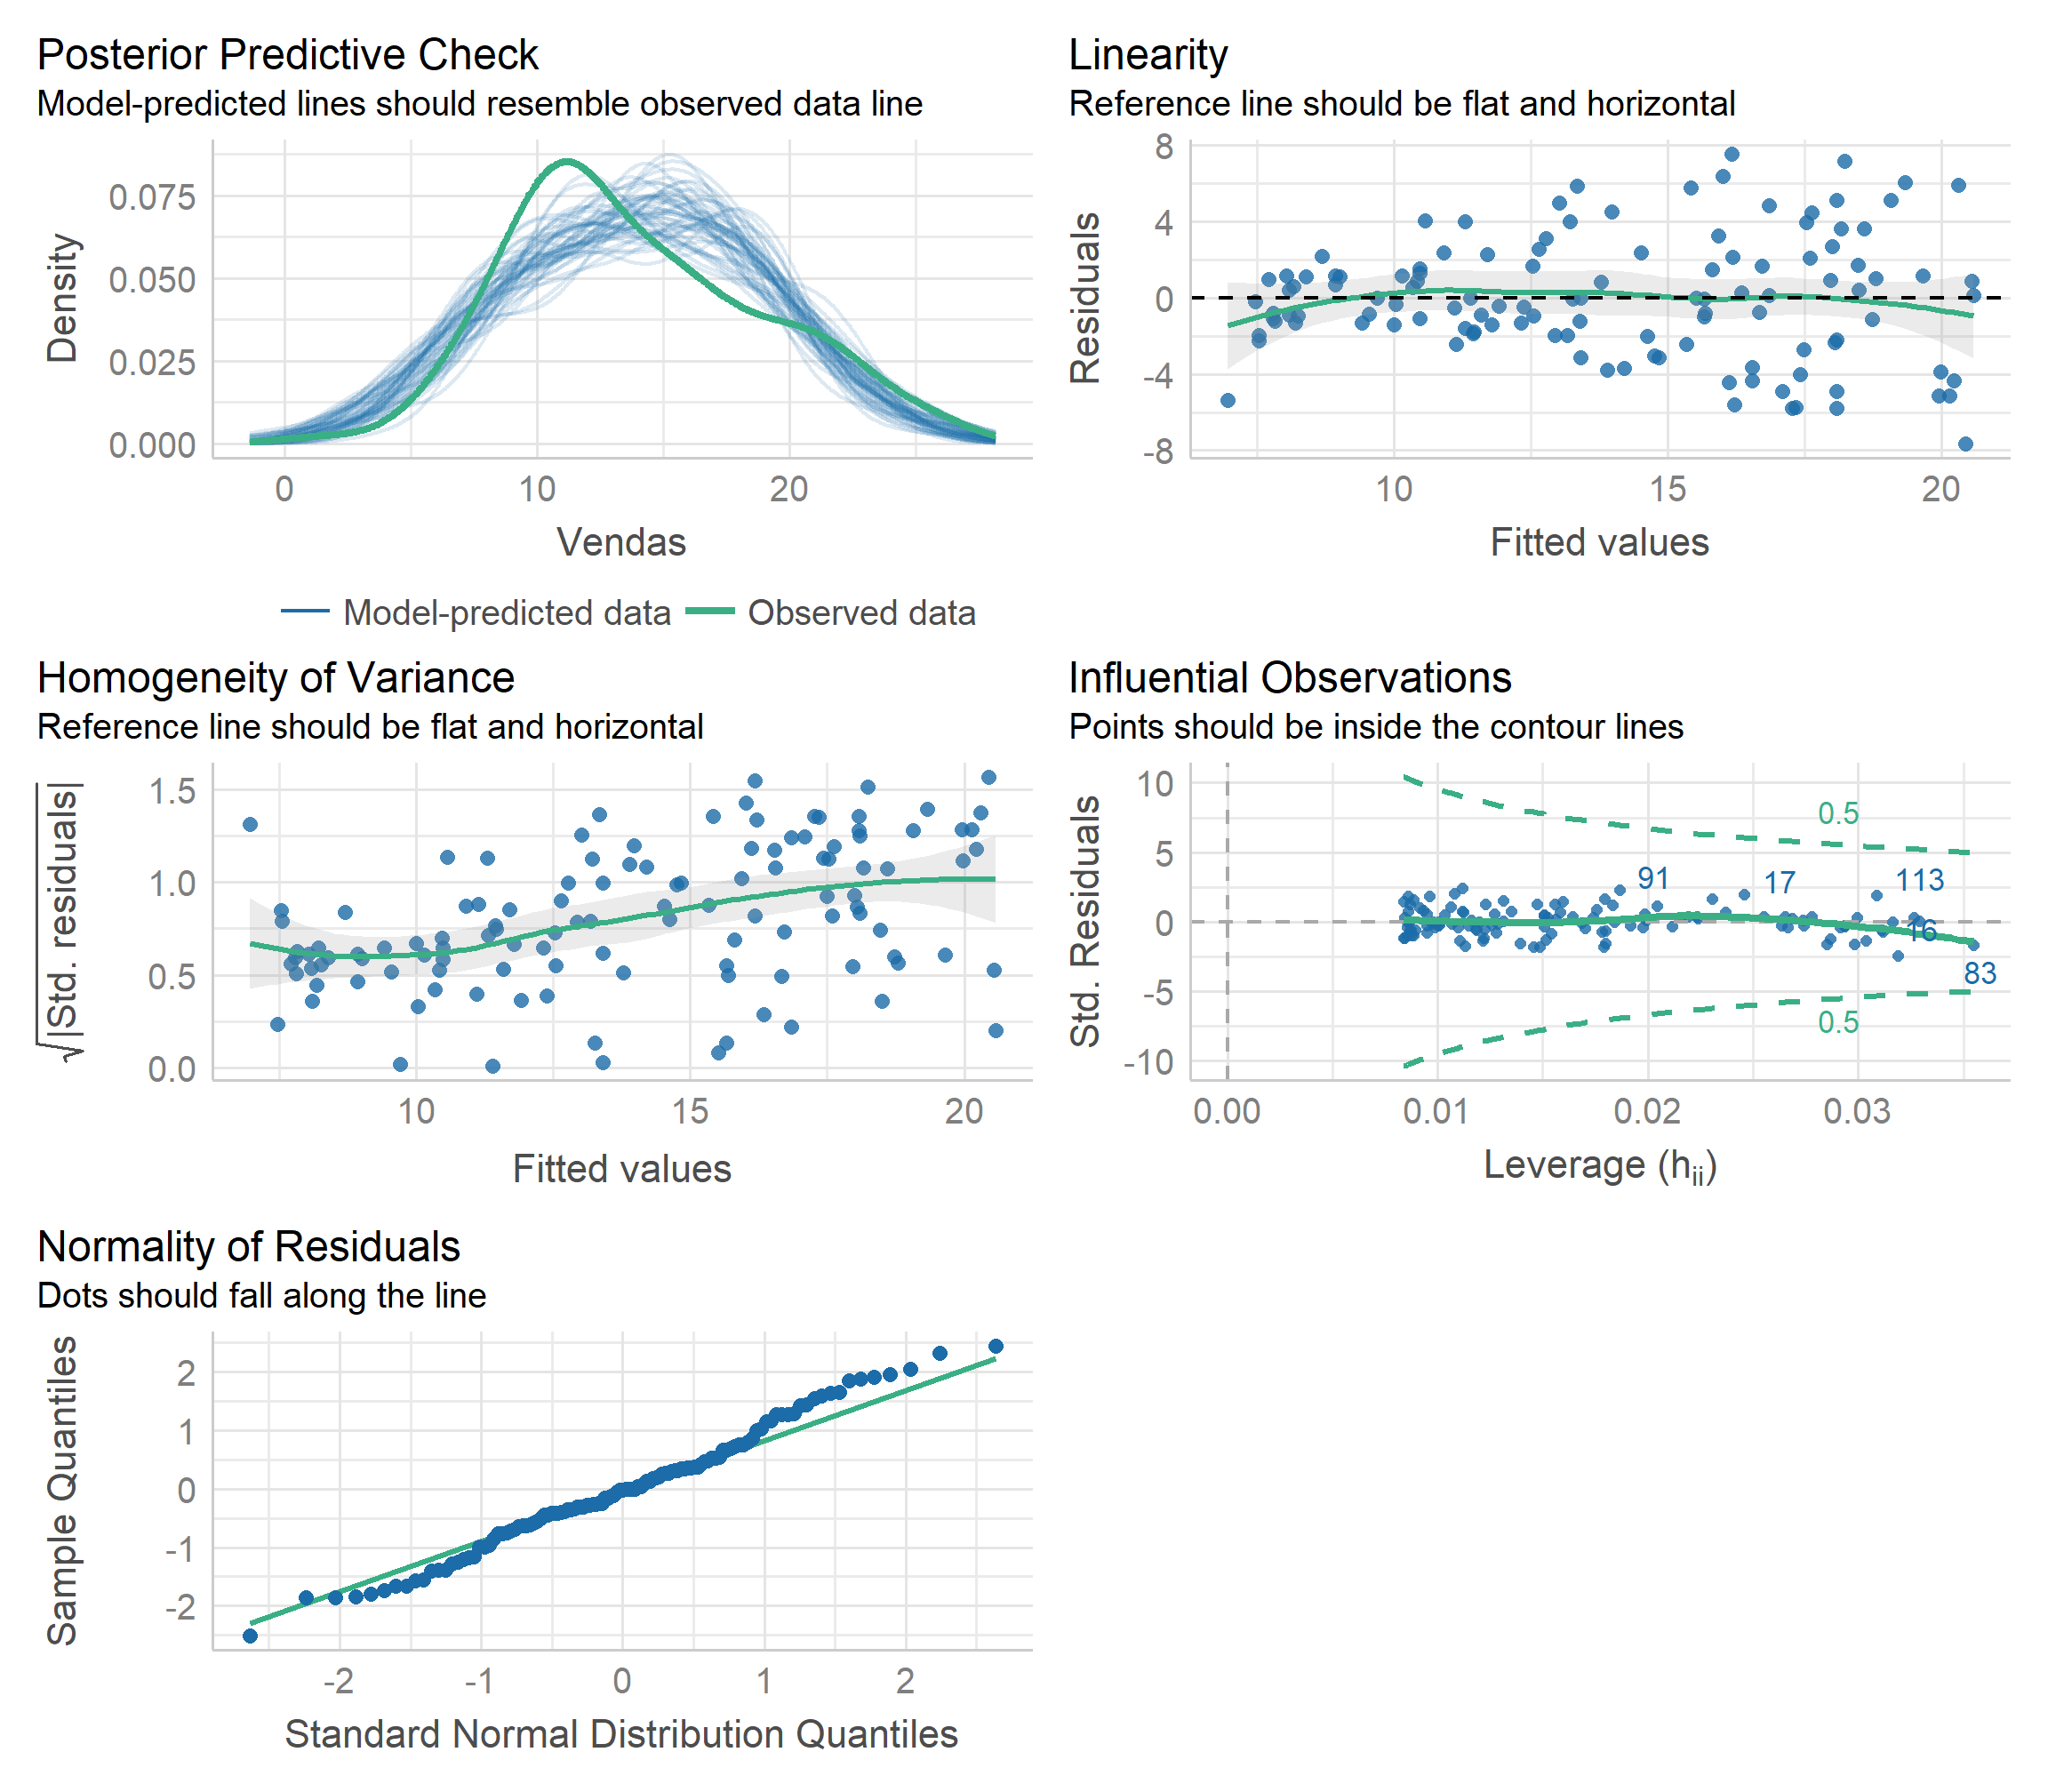 Posterior Predictive Check
Model-predicted lines should resemble observed data line
0.075
0.050
0.025
0.000
Density
0 10 20
Vendas
Model-predicted data Observed data
Linearity
Reference line should be flat and horizontal
8
4
0
-4
-8
Residuals
10 15 20
Fitted values
Homogeneity of Variance
Reference line should be flat and horizontal
1.5
1.0
0.5
0.0
√|Std. residuals|
10 15 20
Fitted values
Influential Observations
Points should be inside the contour lines
10
5
0
-5
-10
Std. Residuals
0.5
91 17 113
16
83
0.5
0.00 0.01 0.02 0.03
Leverage (hii)
Normality of Residuals
Dots should fall along the line
2
1
0
-1
-2
Sample Quantiles
-2 -1 0 1 2
Standard Normal Distribution Quantiles